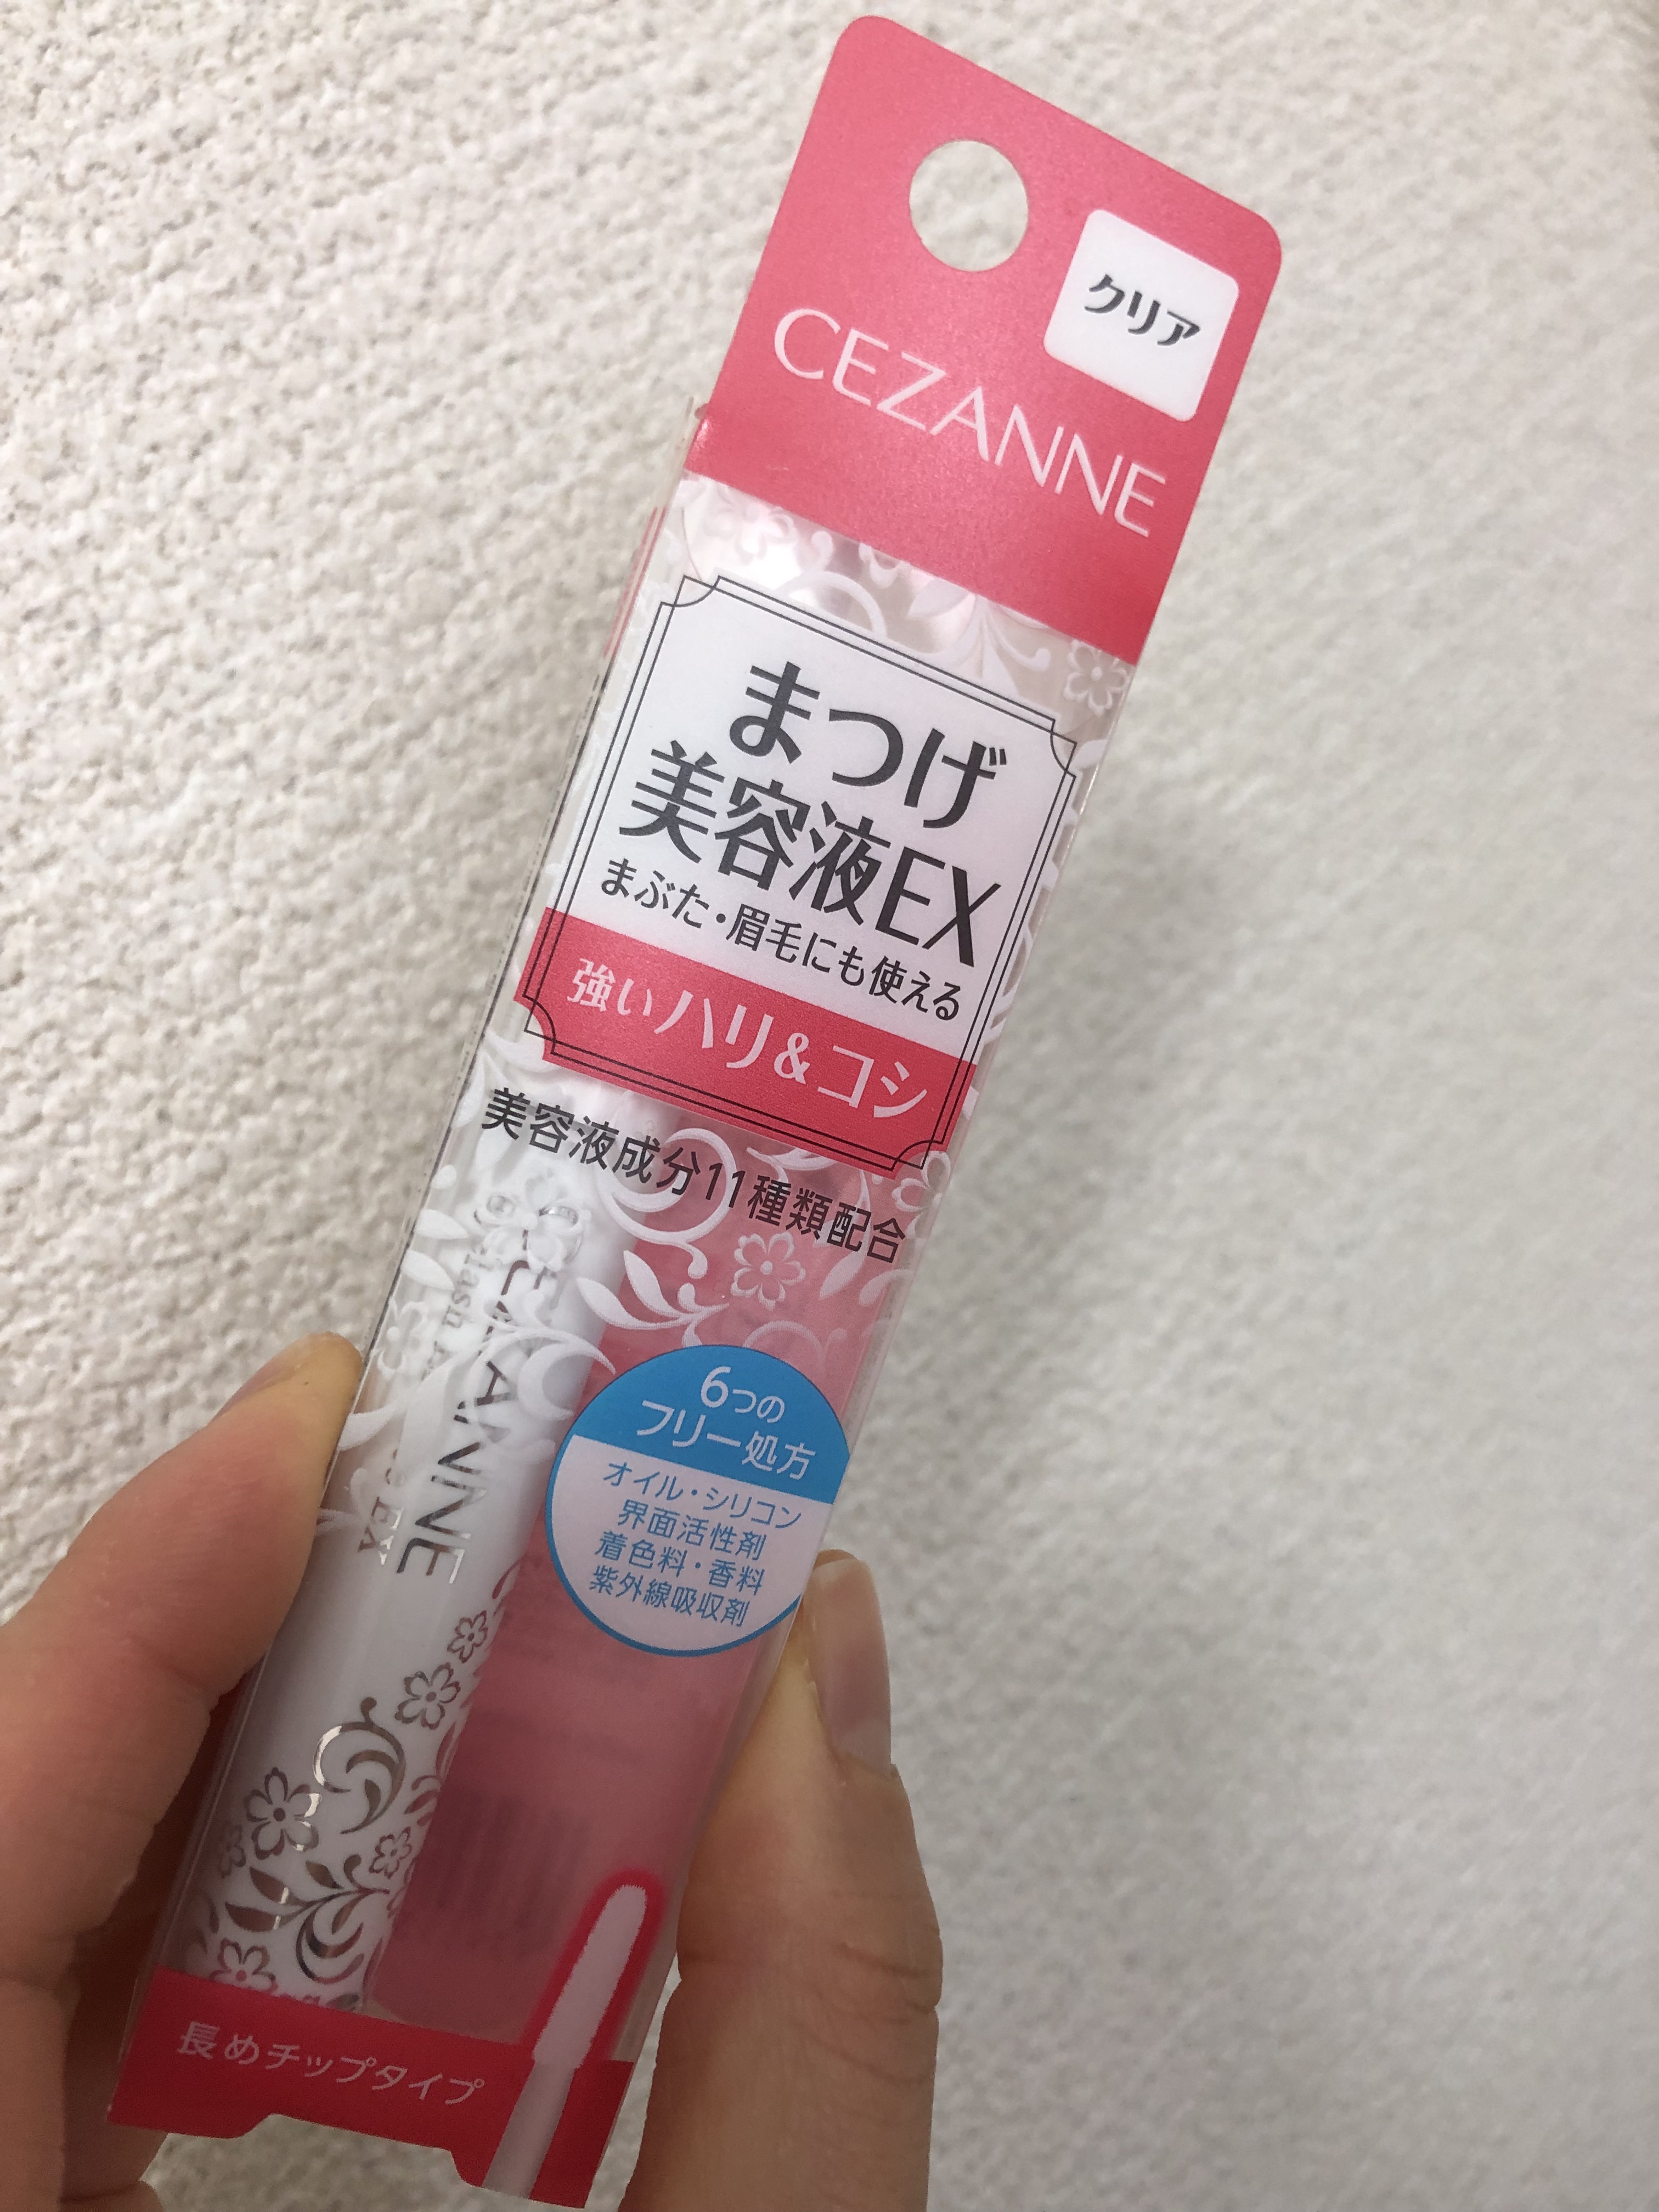 クリア
CEZANNE
まつげ
美容液EX
まぶた・眉毛にも使える
強いハリ&コシ
美容液成分11種類配合
6つの
フリー処方
オイル・シリコン
界面活性剤
着色料・香料
紫外線吸収剤
長めチップタイプ